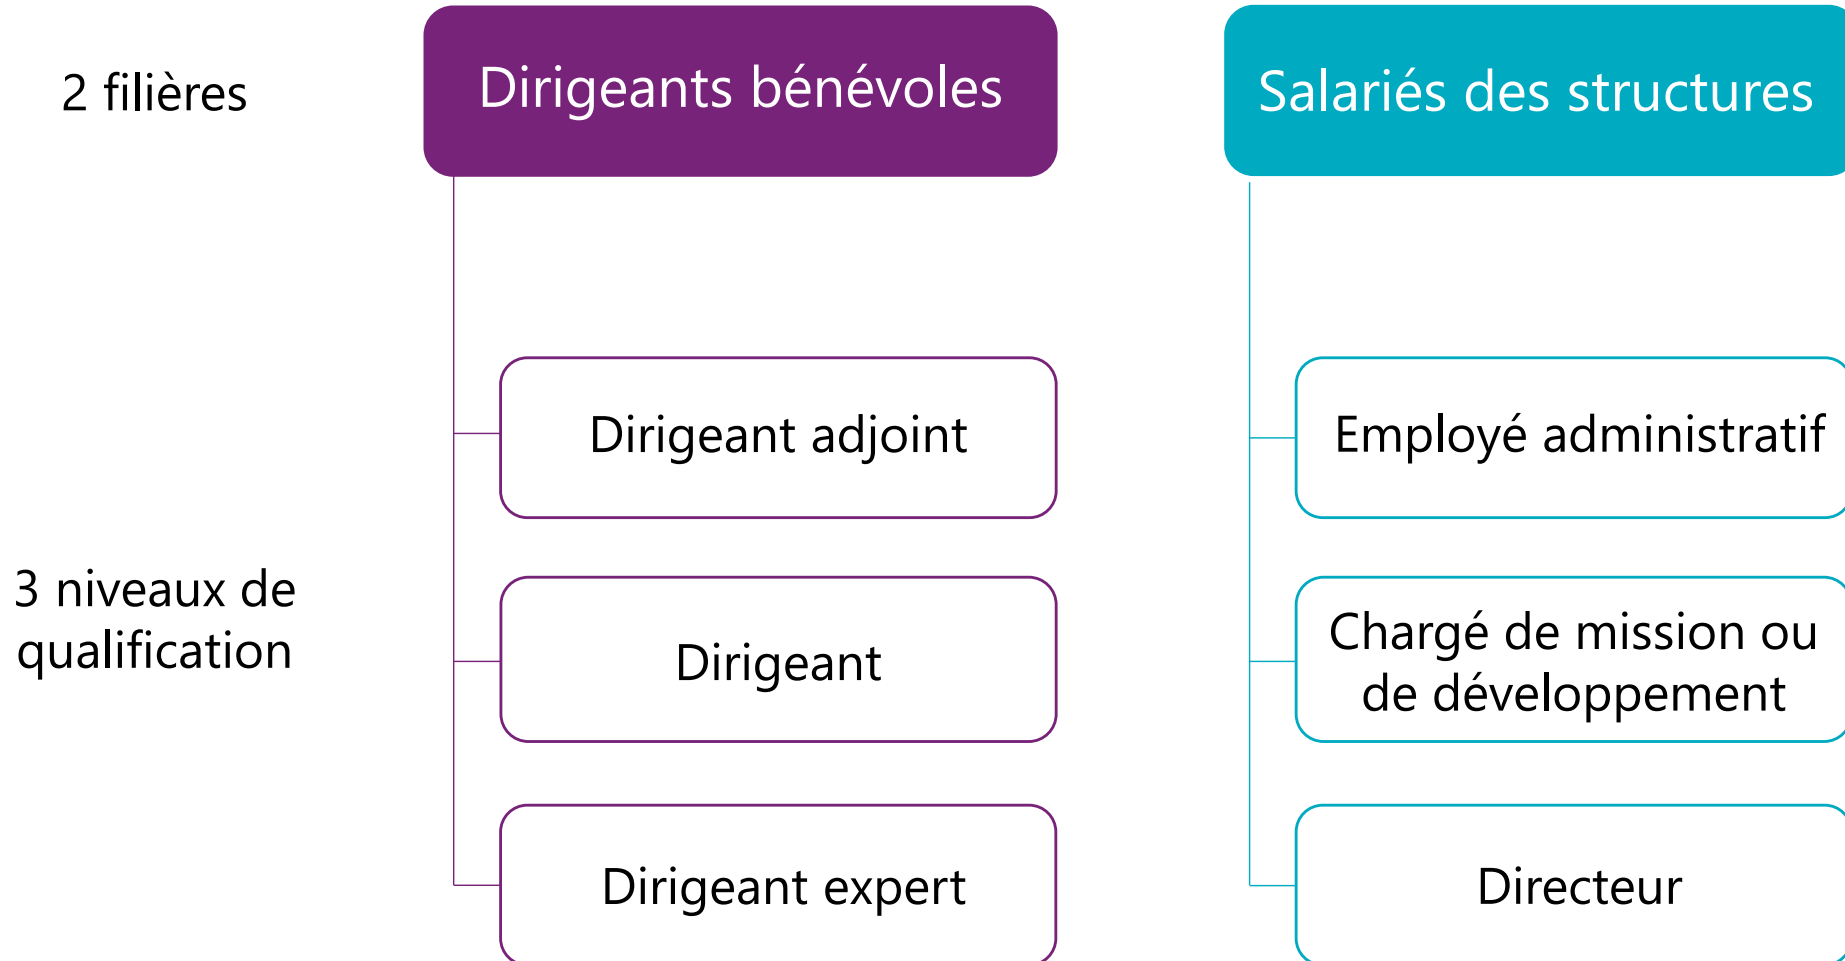 2 filières
Dirigeants bénévoles
Salariés des structures
Dirigeant adjoint
Employé administratif
3 niveaux de
qualification
Dirigeant
Chargé de mission ou
de développement
Dirigeant expert
Directeur